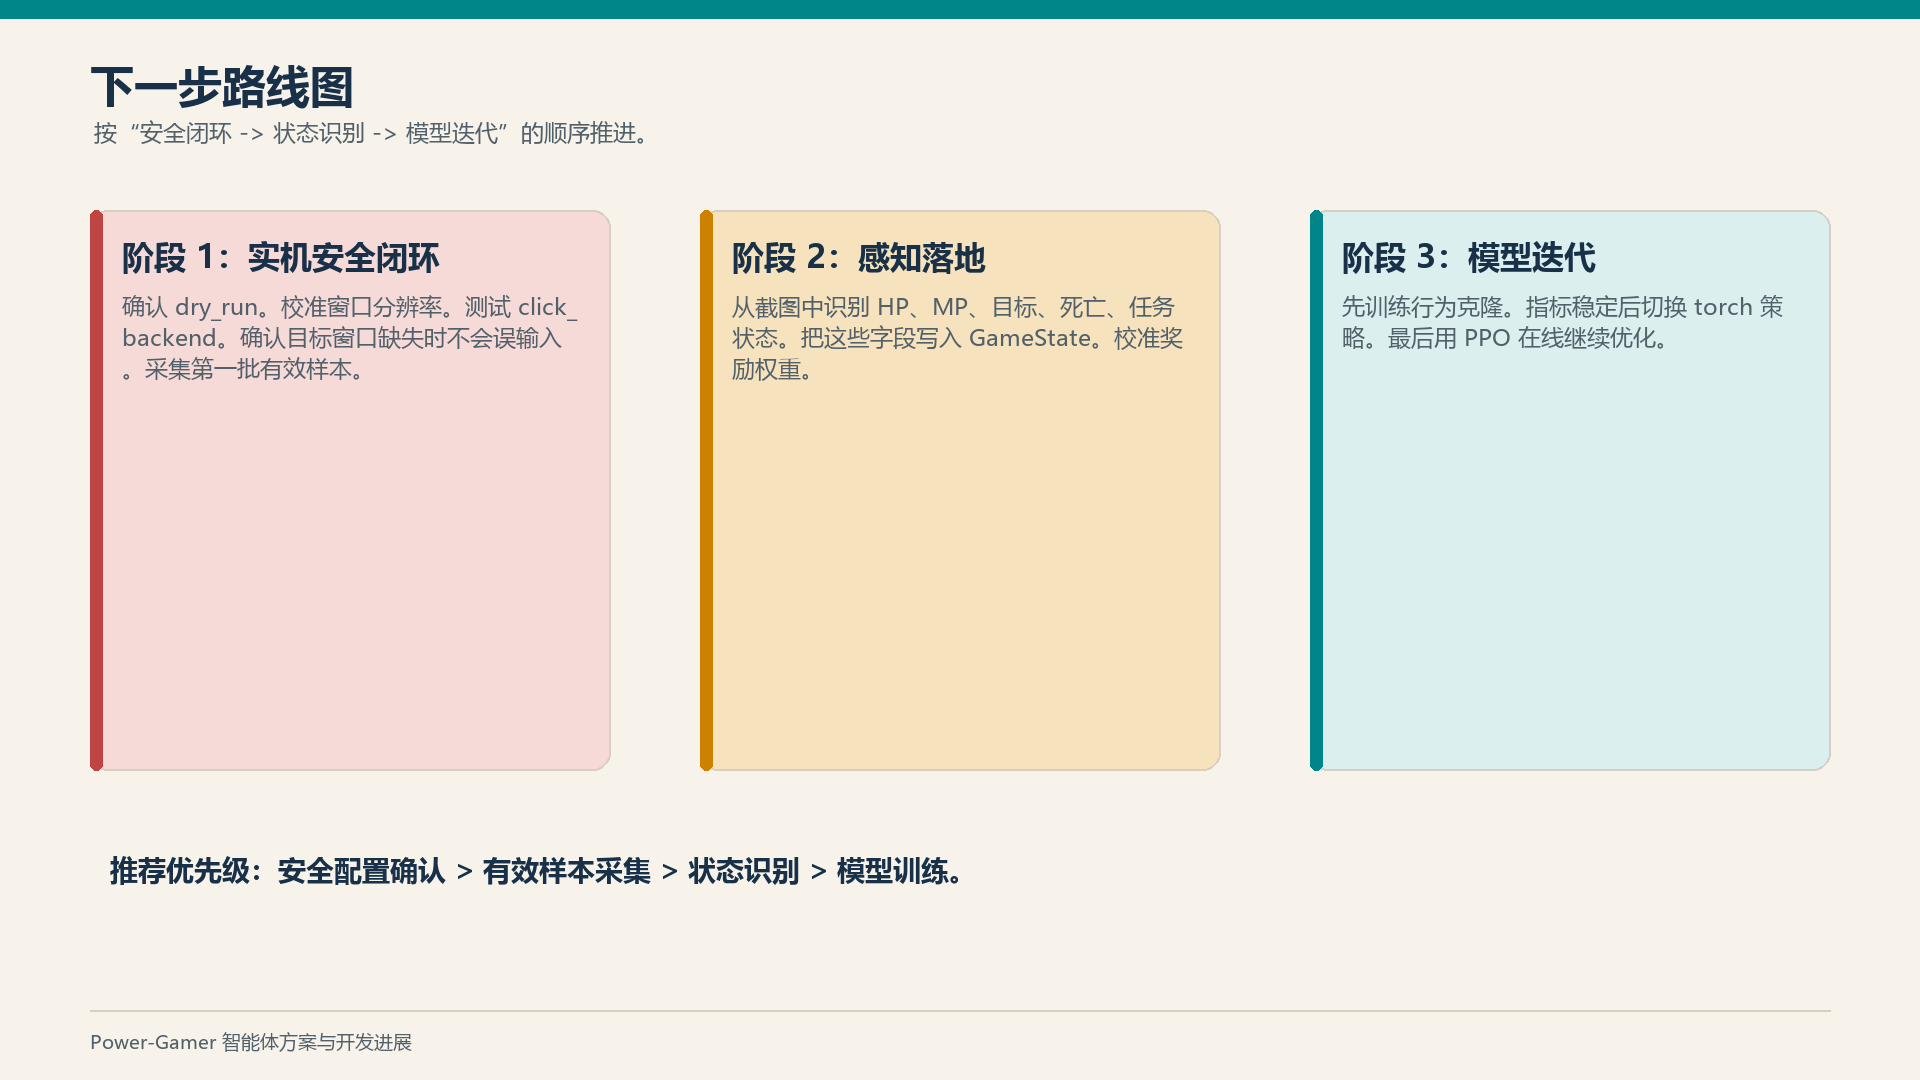 下一步路线图
按“安全闭环 -> 状态识别 -> 模型迭代”的顺序推进。
阶段 1：实机安全闭环
确认 dry_run。校准窗口分辨率。测试 click_
backend。确认目标窗口缺失时不会误输入
。采集第一批有效样本。
阶段 2：感知落地
从截图中识别 HP、MP、目标、死亡、任务
状态。把这些字段写入 GameState。校准奖
励权重。
阶段 3：模型迭代
先训练行为克隆。指标稳定后切换 torch 策
略。最后用 PPO 在线继续优化。
推荐优先级：安全配置确认 > 有效样本采集 > 状态识别 > 模型训练。
Power-Gamer 智能体方案与开发进展